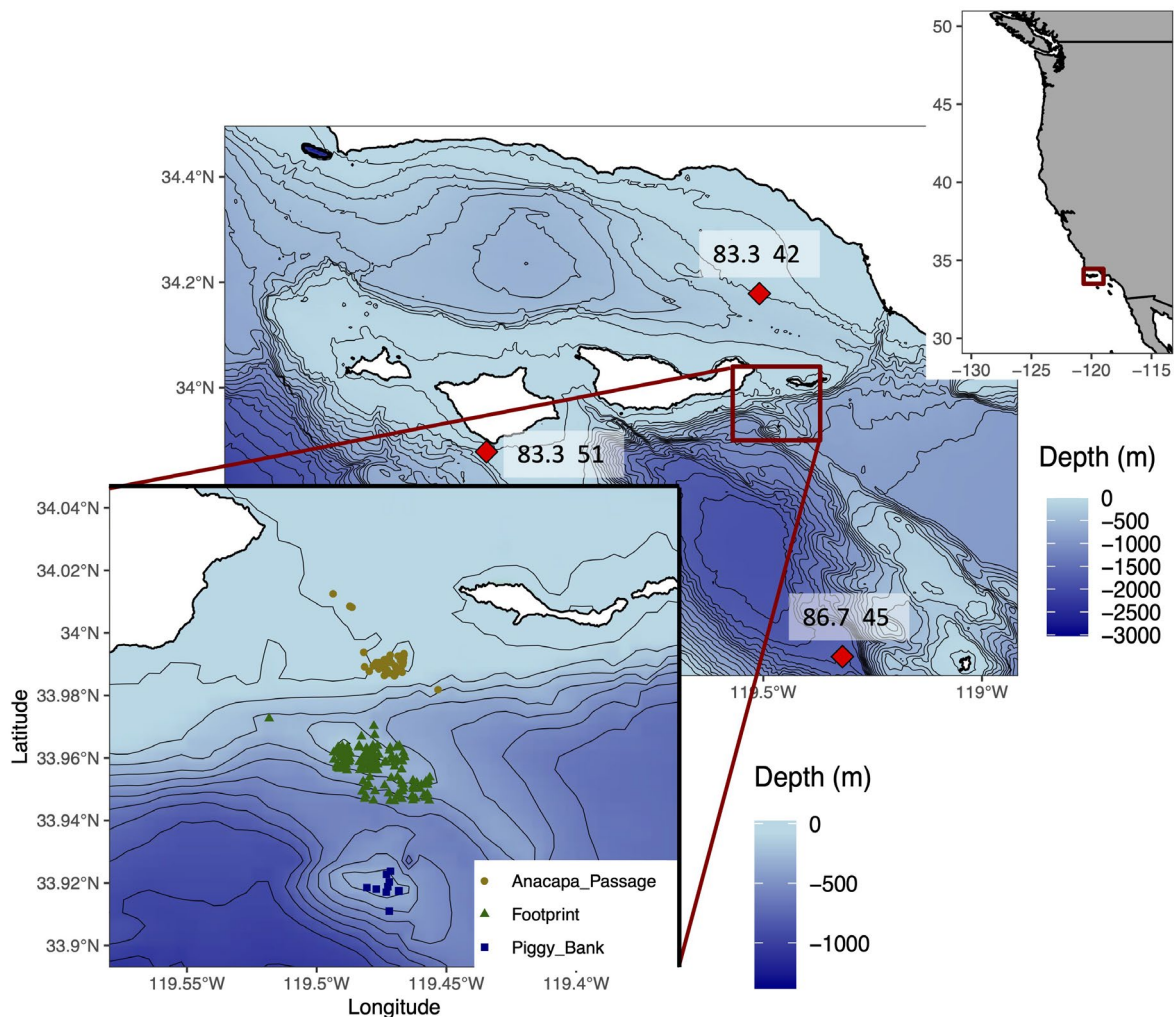 50
45
40
35
30
−130
−125
−120
−115
34.4°N
34.2°N
34°N
83.3 42
83.3 51
86.7 45
119.5°W
119°W
Depth (m)
0
−500
−1000
−1500
−2000
−2500
−3000
Latitude
34.04°N
34.02°N
34°N
33.98°N
33.96°N
33.94°N
33.92°N
33.9°N
Anacapa_Passage
Footprint
Piggy_Bank
119.55°W
119.5°W
119.45°W
119.4°W
Longitude
Depth (m)
0
−500
−1000